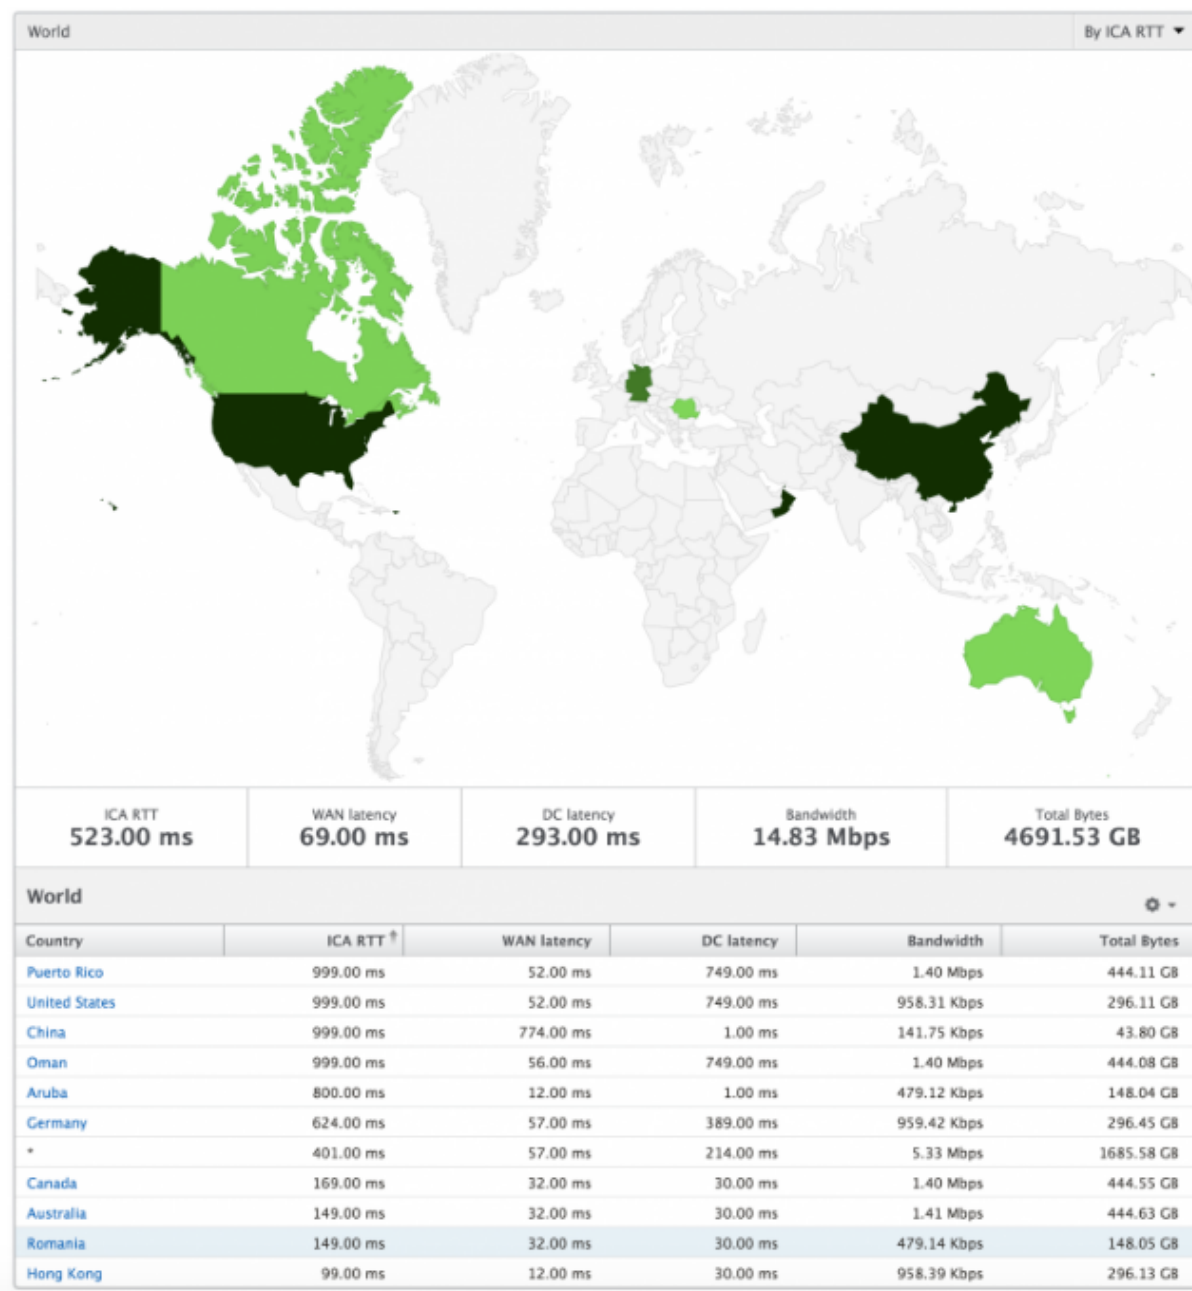 World By ICA RTT
ICA RTT WAN latency DC latency Bandwidth Total Bytes
523.00 ms 69.00 ms 293.00 ms 14.83 Mbps 4691.53 GB
World
Country ICA RTT WAN latency DC latency Bandwidth Total Bytes
Puerto Rico 999.00 ms 52.00 ms 749.00 ms 1.40 Mbps 444.11 GB
United States 999.00 ms 52.00 ms 749.00 ms 958.31 Kbps 296.11 GB
China 999.00 ms 774.00 ms 1.00 ms 141.75 Kbps 43.80 GB
Oman 999.00 ms 56.00 ms 749.00 ms 1.40 Mbps 444.08 GB
Aruba 800.00 ms 12.00 ms 1.00 ms 479.12 Kbps 148.04 GB
Germany 624.00 ms 57.00 ms 389.00 ms 959.42 Kbps 296.45 GB
* 401.00 ms 57.00 ms 214.00 ms 5.33 Mbps 1685.58 GB
Canada 169.00 ms 32.00 ms 30.00 ms 1.40 Mbps 444.55 GB
Australia 149.00 ms 32.00 ms 30.00 ms 1.41 Mbps 444.63 GB
Romania 149.00 ms 32.00 ms 30.00 ms 479.14 Kbps 148.05 GB
Hong Kong 99.00 ms 12.00 ms 30.00 ms 958.39 Kbps 296.13 GB